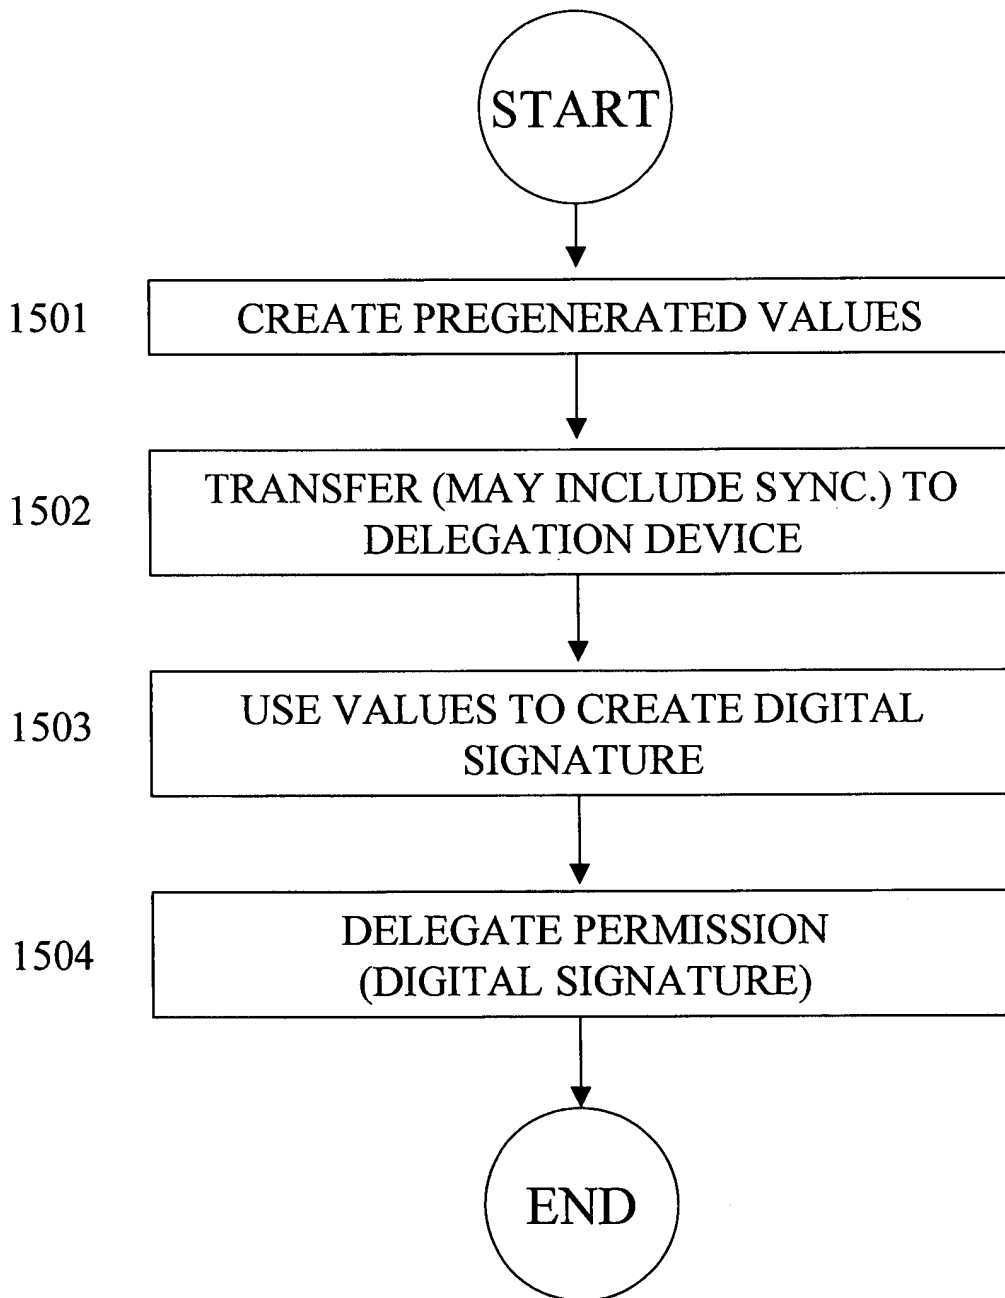 START
1501
CREATE PREGENERATED VALUES
1502
TRANSFER (MAY INCLUDE SYNC.) TO
DELEGATION DEVICE
1503
USE VALUES TO CREATE DIGITAL
SIGNATURE
1504
DELEGATE PERMISSION
(DIGITAL SIGNATURE)
END